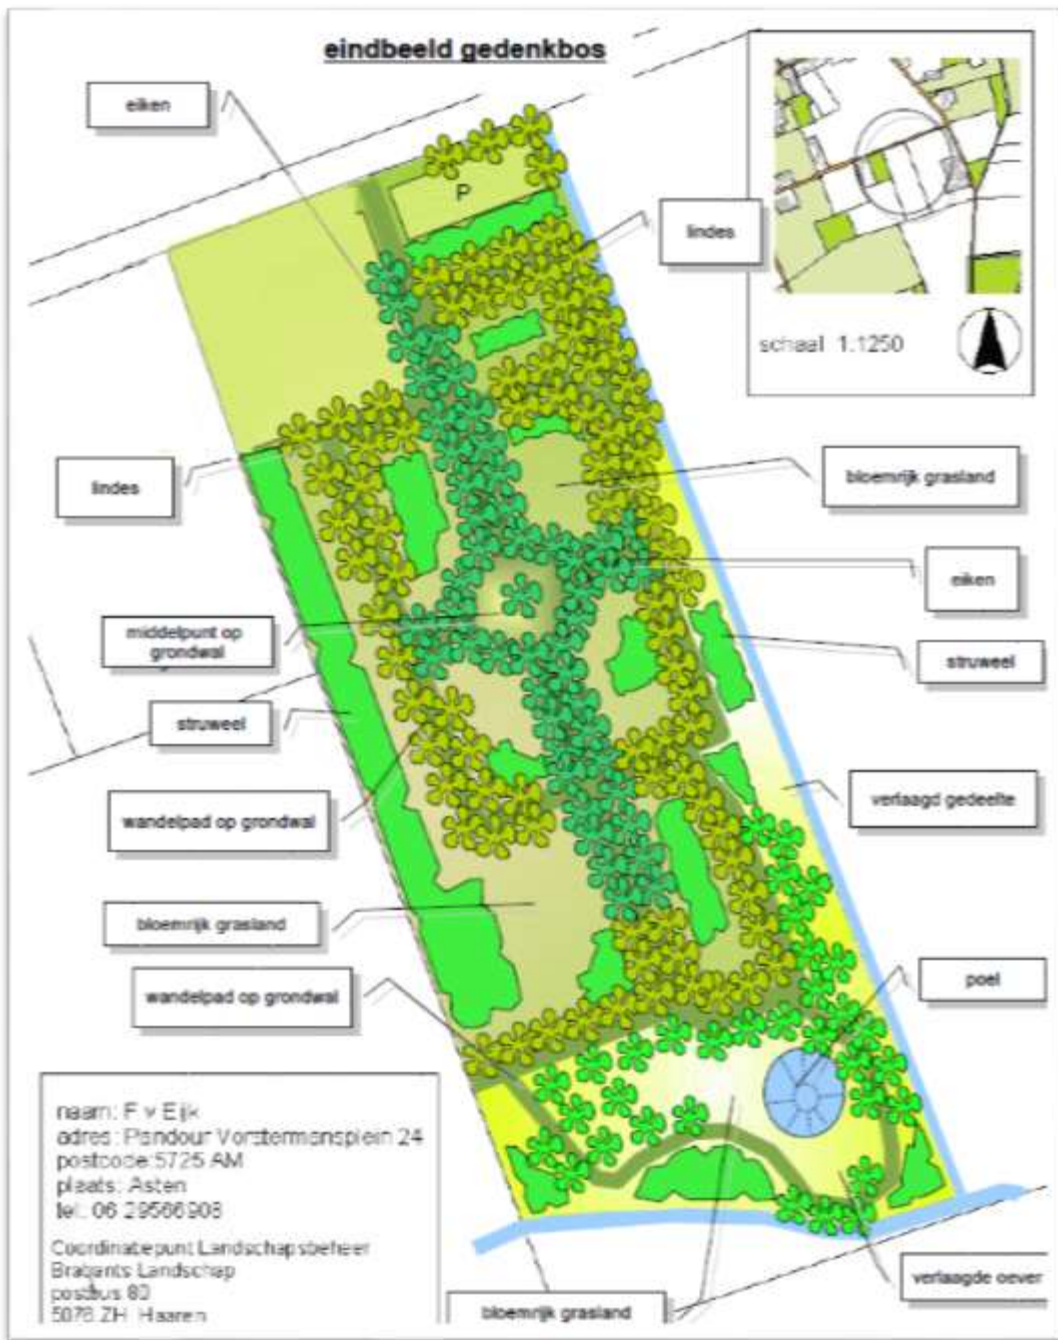 eindbeeld gedenkbos
eiken
P
lindes
schaal 1:1250
lindes
bloemrijk grasland
eiken
middelpunt op
grondwal
struweel
struweel
wandelpad op grondwal
verlaagd gedeelte
bloemrijk grasland
wandelpad op grondwal
poel
naam: F v Eijk
adres: Pandour Vorstermansplein 24
postcode:5725 AM
plaats: Asten
tel: 06 29566908
Coordinatiepunt Landschapsbeheer
Brabants Landschap
postbus 80
5076 ZH Haaren
verlaagde oever
bloemrijk grasland